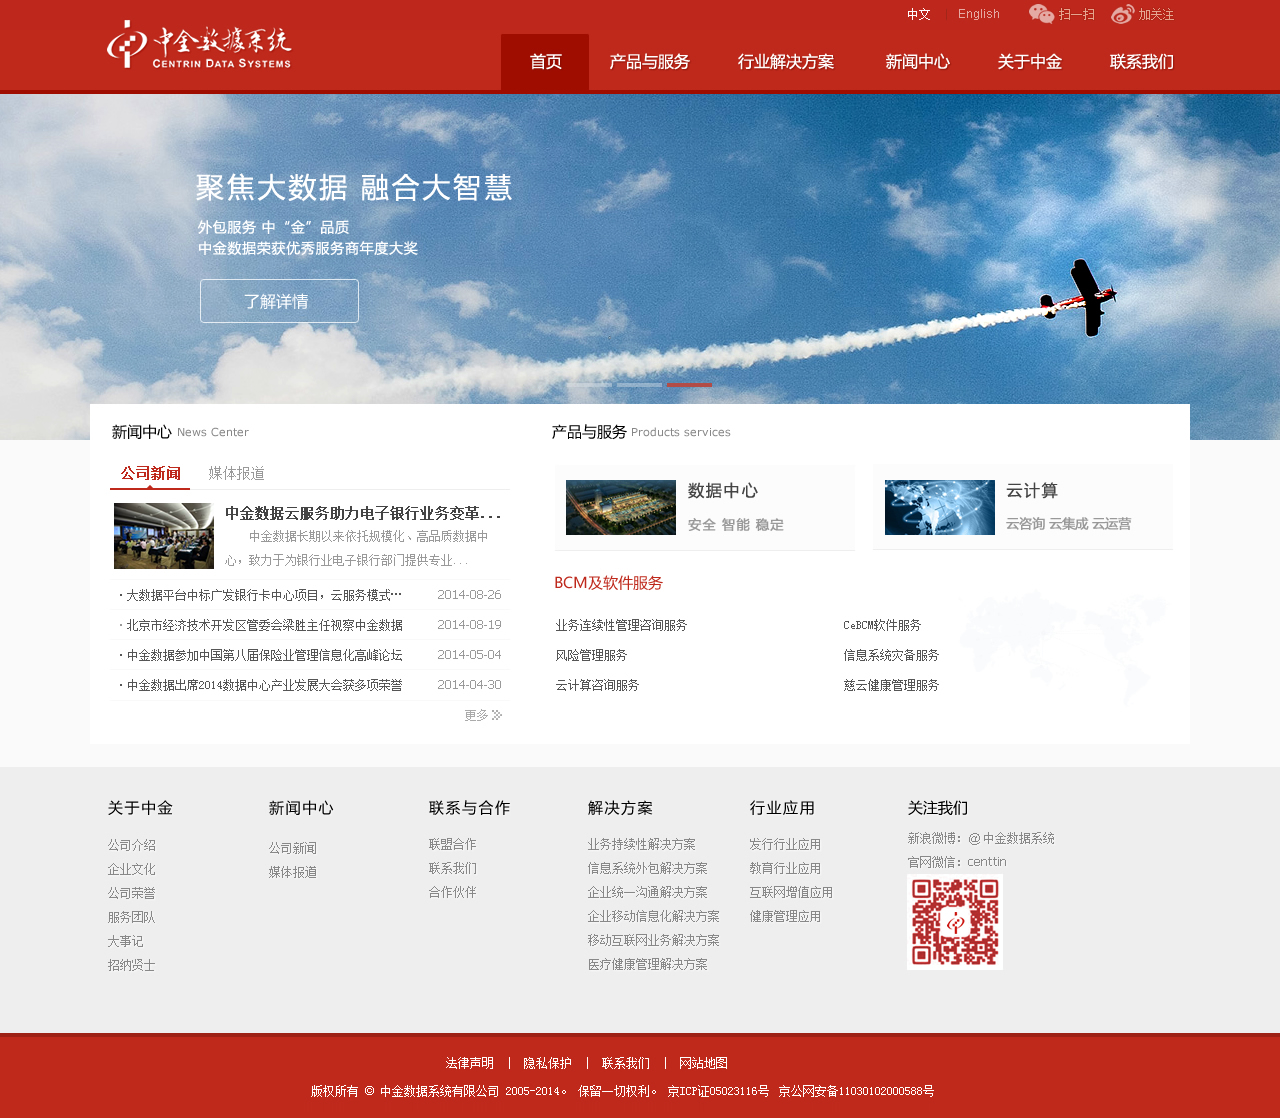 中文 | English 扫一扫 加关注
中金数据系统
CENTRIN DATA SYSTEMS
首页 产品与服务 行业解决方案 新闻中心 关于中金 联系我们
聚焦大数据 融合大智慧
外包服务 中“金”品质
中金数据荣获优秀服务商年度大奖
了解详情
新闻中心 News Center
公司新闻 媒体报道
中金数据云服务助力电子银行业务变革...
中金数据长期以来依托规模化、高品质数据中
心，致力于为银行业电子银行部门提供专业...
·大数据平台中标广发银行卡中心项目，云服务模式… 2014-08-26
·北京市经济技术开发区管委会梁胜主任视察中金数据 2014-08-19
·中金数据参加中国第八届保险业管理信息化高峰论坛 2014-05-04
·中金数据出席2014数据中心产业发展大会获多项荣誉 2014-04-30
更多
产品与服务 Products services
数据中心
安全 智能 稳定
云计算
云咨询 云集成 云运营
BCM及软件服务
业务连续性管理咨询服务 CeBCM软件服务
风险管理服务 信息系统灾备服务
云计算咨询服务 慈云健康管理服务
关于中金
公司介绍
企业文化
公司荣誉
服务团队
大事记
招纳贤士
新闻中心
公司新闻
媒体报道
联系与合作
联盟合作
联系我们
合作伙伴
解决方案
业务持续性解决方案
信息系统外包解决方案
企业统一沟通解决方案
企业移动信息化解决方案
移动互联网业务解决方案
医疗健康管理解决方案
行业应用
发行行业应用
教育行业应用
互联网增值应用
健康管理应用
关注我们
新浪微博：@中金数据系统
官网微信：centtin
法律声明 | 隐私保护 | 联系我们 | 网站地图
版权所有 © 中金数据系统有限公司 2005-2014。 保留一切权利。 京ICP证05023116号 京公网安备11030102000588号